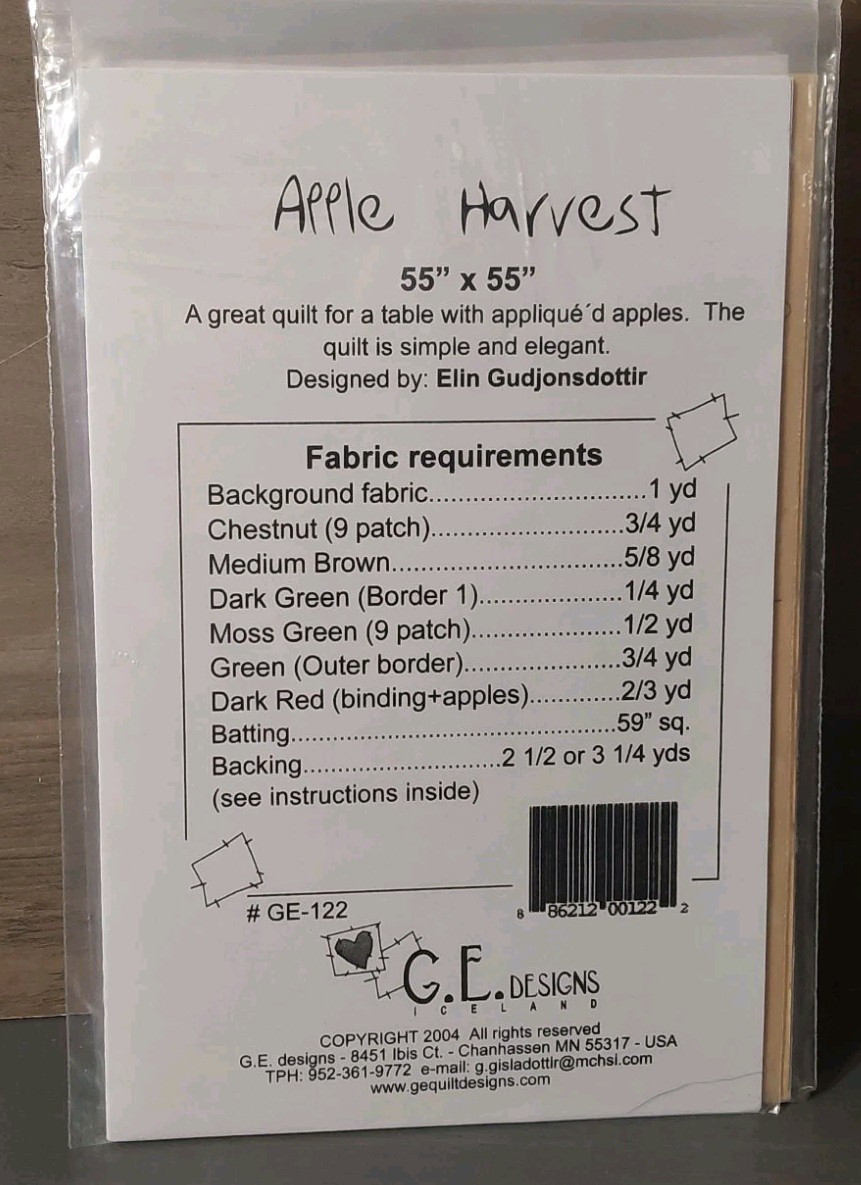 Apple Harvest
55” x 55”
A great quilt for a table with appliqué´d apples. The
quilt is simple and elegant.
Designed by: Elin Gudjonsdottir
Fabric requirements
Background fabric................................1 yd
Chestnut (9 patch)............................3/4 yd
Medium Brown..................................5/8 yd
Dark Green (Border 1).....................1/4 yd
Moss Green (9 patch)......................1/2 yd
Green (Outer border).......................3/4 yd
Dark Red (binding+apples).............2/3 yd
Batting................................................59” sq.
Backing.............................2 1/2 or 3 1/4 yds
(see instructions inside)
8 86212 00122 2
# GE-122
G.E. DESIGNS
ICELAND
COPYRIGHT 2004 All rights reserved
G.E. designs - 8451 Ibis Ct. - Chanhassen MN 55317 - USA
TPH: 952-361-9772 e-mail: g.gisladottir@mchsi.com
www.gequiltdesigns.com